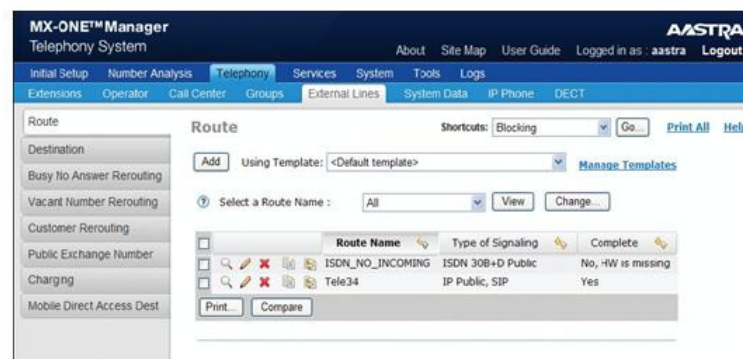 MX-ONE™Manager
Telephony System
AASTRA
About Site Map User Guide Logged in as : aastra Logout
Initial Setup Number Analysis Telephony Services System Tools Logs
Extensions Operator Call Center Groups External Lines System Data IP Phone DECT
Route
Destination
Busy No Answer Rerouting
Vacant Number Rerouting
Customer Rerouting
Public Exchange Number
Charging
Mobile Direct Access Dest
Route
Shortcuts: Blocking Go... Print All Help
Add Using Template: <Default template> Manage Templates
Select a Route Name : All View Change...
Route Name Type of Signaling Complete
ISDN_NO_INCOMING ISDN 30B+D Public No, HW is missing
Tele34 IP Public, SIP Yes
Print... Compare